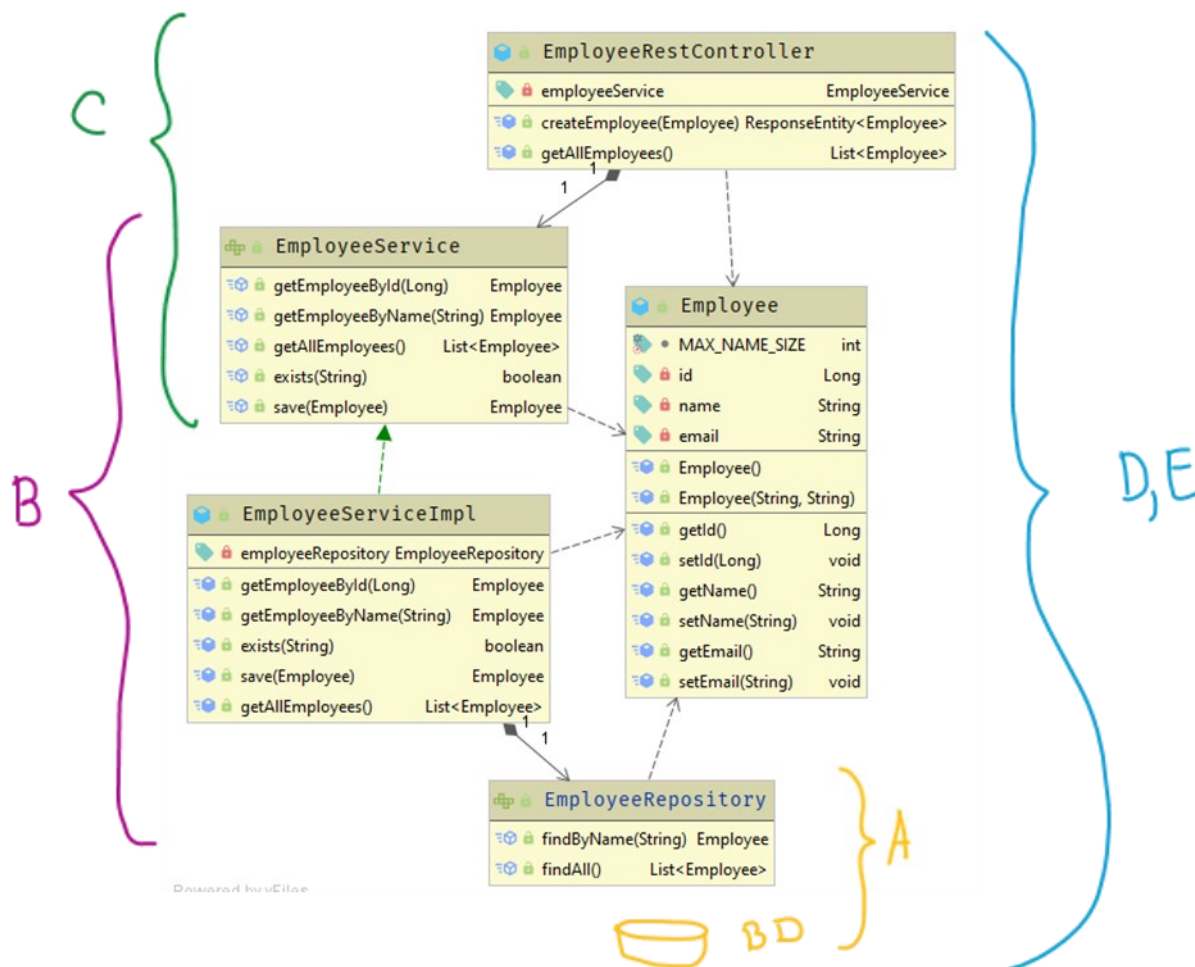 C
EmployeeRestController
employeeService EmployeeService
createEmployee(Employee) ResponseEntity<Employee>
getAllEmployees() List<Employee>
1
1
EmployeeService
getEmployeeById(Long) Employee
getEmployeeByName(String) Employee
getAllEmployees() List<Employee>
exists(String) boolean
save(Employee) Employee
Employee
MAX_NAME_SIZE int
id Long
name String
email String
Employee()
Employee(String, String)
getId() Long
setId(Long) void
getName() String
setName(String) void
getEmail() String
setEmail(String) void
B
D,E
EmployeeServiceImpl
employeeRepository EmployeeRepository
getEmployeeById(Long) Employee
getEmployeeByName(String) Employee
exists(String) boolean
save(Employee) Employee
getAllEmployees() List<Employee>
1
1
EmployeeRepository
findByName(String) Employee
findAll() List<Employee>
A
Powered by yFiles
BD